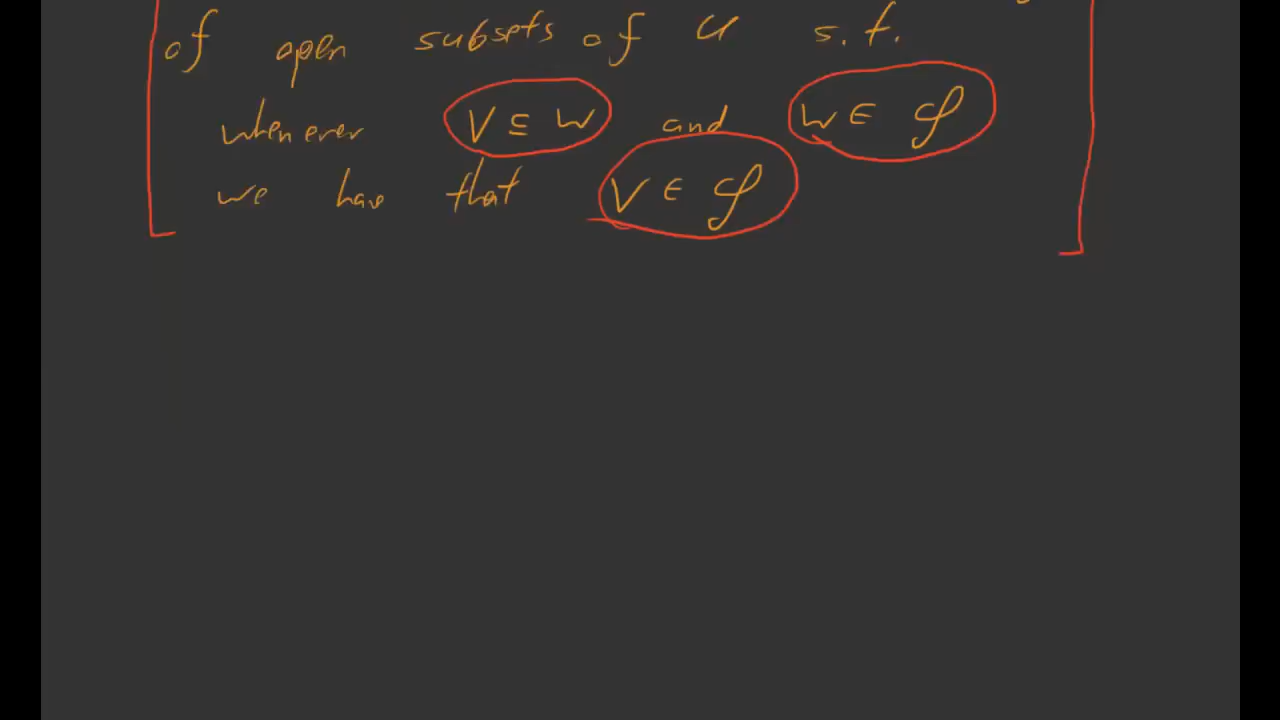 of open subsets of U s.t.
whenever V ⊆ W and W ∈ 𝒮
we have that V ∈ 𝒮